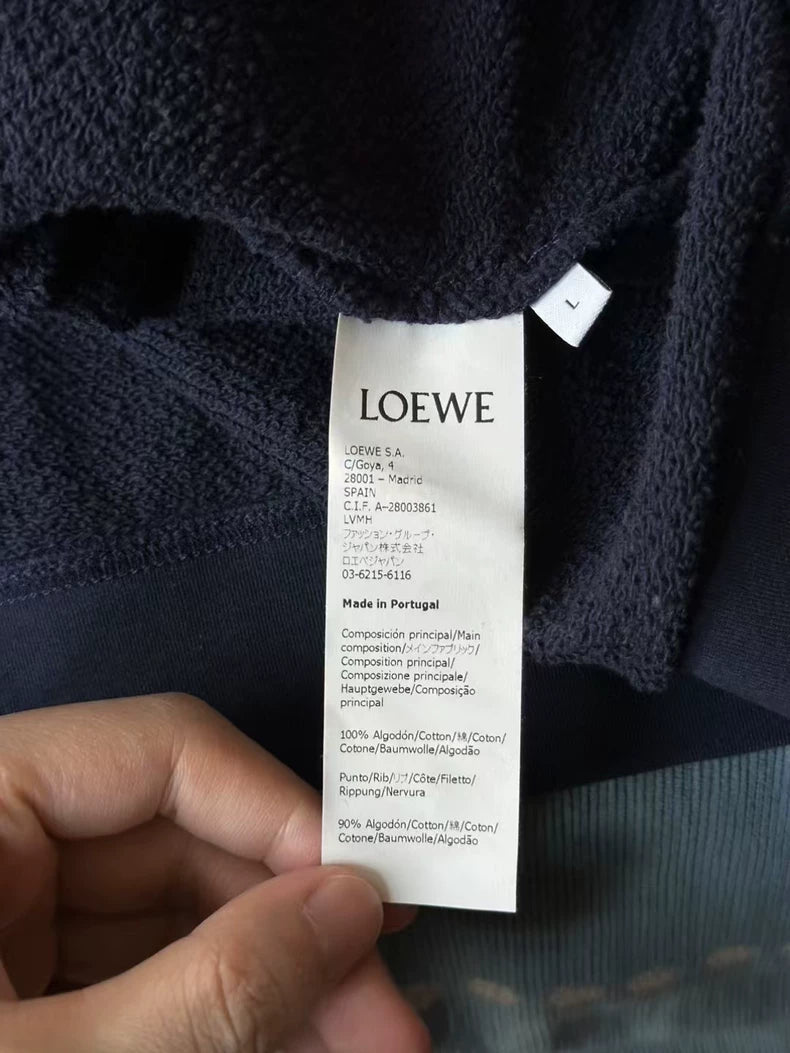 L
LOEWE
LOEWE S.A.
C/Goya, 4
28001 – Madrid
SPAIN
C.I.F. A–28003861
LVMH
ファッション・グループ・
ジャパン株式会社
ロエベジャパン
03-6215-6116
Made in Portugal
Composición principal/Main
composition/メインファブリック/
Composition principal/
Composizione principale/
Hauptgewebe/Composição
principal
100% Algodón/Cotton/綿/Coton/
Cotone/Baumwolle/Algodão
Punto/Rib/リブ/Côte/Filetto/
Rippung/Nervura
90% Algodón/Cotton/綿/Coton/
Cotone/Baumwolle/Algodão